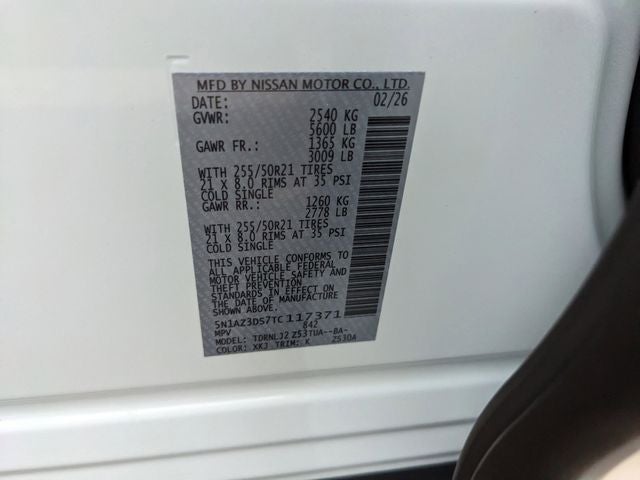 MFD BY NISSAN MOTOR CO., LTD.
DATE: 02/26
GVWR: 2540 KG
5600 LB
GAWR FR.: 1365 KG
3009 LB
WITH 255/50R21 TIRES
21 X 8.0 RIMS AT 35 PSI
COLD SINGLE
GAWR RR.: 1260 KG
2778 LB
WITH 255/50R21 TIRES
21 X 8.0 RIMS AT 35 PSI
COLD SINGLE
THIS VEHICLE CONFORMS TO
ALL APPLICABLE FEDERAL
MOTOR VEHICLE SAFETY AND
THEFT PREVENTION
STANDARDS IN EFFECT ON
THE DATE OF MANUFACTURE
SHOWN ABOVE.
5N1AZ3DS7TC117371
MPV 842
MODEL: TDRNLJZ Z53TUA--BA-
COLOR: XKJ TRIM: K Z530A